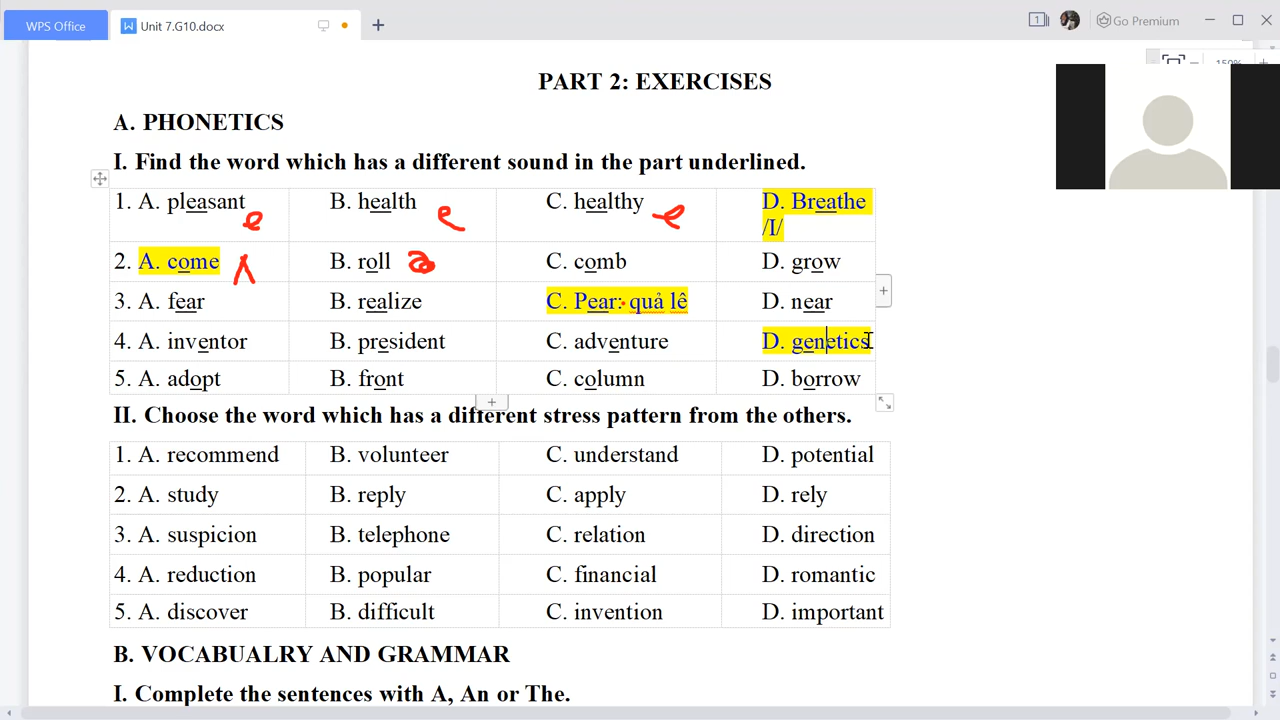 WPS Office
Unit 7.G10.docx
1
Go Premium
PART 2: EXERCISES
A. PHONETICS
I. Find the word which has a different sound in the part underlined.
1. A. pleasant B. health C. healthy D. Breathe
/I/
e e e
2. A. come B. roll C. comb D. grow
ʌ
3. A. fear B. realize C. Pear: quả lê D. near
4. A. inventor B. president C. adventure D. genetics
5. A. adopt B. front C. column D. borrow
II. Choose the word which has a different stress pattern from the others.
1. A. recommend B. volunteer C. understand D. potential
2. A. study B. reply C. apply D. rely
3. A. suspicion B. telephone C. relation D. direction
4. A. reduction B. popular C. financial D. romantic
5. A. discover B. difficult C. invention D. important
B. VOCABUALRY AND GRAMMAR
I. Complete the sentences with A, An or The.